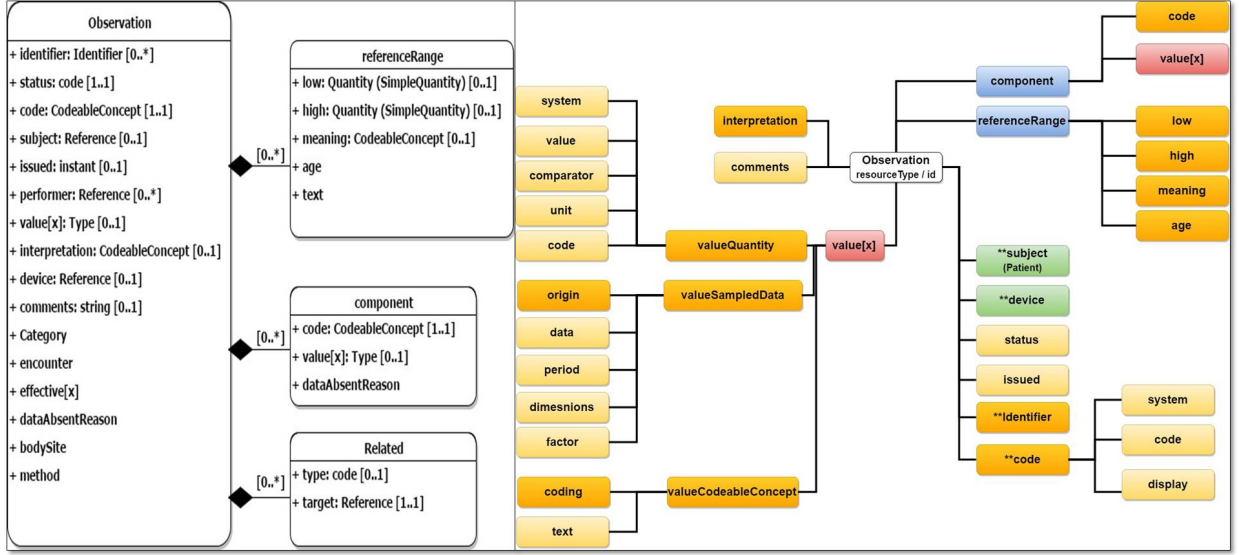 Observation
+ identifier: Identifier [0..*]
+ status: code [1..1]
+ code: CodeableConcept [1..1]
+ subject: Reference [0..1]
+ issued: instant [0..1]
+ performer: Reference [0..*]
+ value[x]: Type [0..1]
+ interpretation: CodeableConcept [0..1]
+ device: Reference [0..1]
+ comments: string [0..1]
+ Category
+ encounter
+ effective[x]
+ dataAbsentReason
+ bodySite
+ method
[0..*]
referenceRange
+ low: Quantity (SimpleQuantity) [0..1]
+ high: Quantity (SimpleQuantity) [0..1]
+ meaning: CodeableConcept [0..1]
+ age
+ text
[0..*]
component
+ code: CodeableConcept [1..1]
+ value[x]: Type [0..1]
+ dataAbsentReason
[0..*]
Related
+ type: code [0..1]
+ target: Reference [1..1]
system
value
comparator
unit
code
origin
data
period
dimesnions
factor
coding
text
valueQuantity
valueSampledData
valueCodeableConcept
interpretation
comments
value[x]
Observation
resourceType / id
component
referenceRange
code
value[x]
low
high
meaning
age
**subject
(Patient)
**device
status
issued
**Identifier
**code
system
code
display